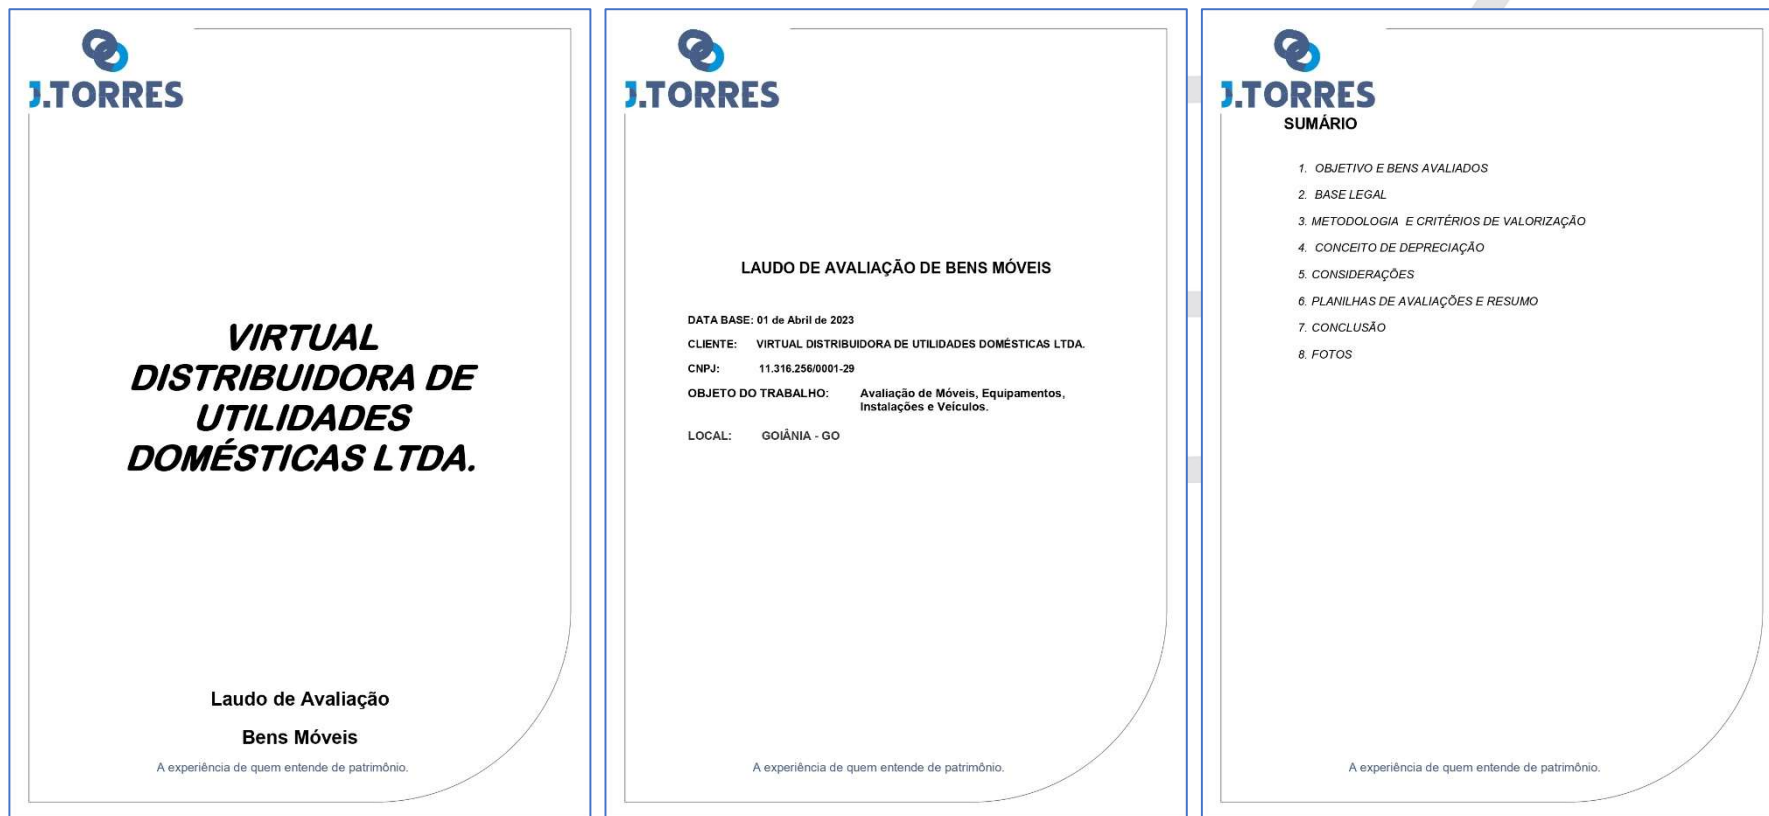 J.TORRES
VIRTUAL
DISTRIBUIDORA DE
UTILIDADES
DOMÉSTICAS LTDA.
Laudo de Avaliação
Bens Móveis
A experiência de quem entende de patrimônio.
J.TORRES
LAUDO DE AVALIAÇÃO DE BENS MÓVEIS
DATA BASE: 01 de Abril de 2023
CLIENTE: VIRTUAL DISTRIBUIDORA DE UTILIDADES DOMÉSTICAS LTDA.
CNPJ: 11.316.256/0001-29
OBJETO DO TRABALHO: Avaliação de Móveis, Equipamentos,
Instalações e Veículos.
LOCAL: GOIÂNIA - GO
A experiência de quem entende de patrimônio.
J.TORRES
SUMÁRIO
1. OBJETIVO E BENS AVALIADOS
2. BASE LEGAL
3. METODOLOGIA E CRITÉRIOS DE VALORIZAÇÃO
4. CONCEITO DE DEPRECIAÇÃO
5. CONSIDERAÇÕES
6. PLANILHAS DE AVALIAÇÕES E RESUMO
7. CONCLUSÃO
8. FOTOS
A experiência de quem entende de patrimônio.